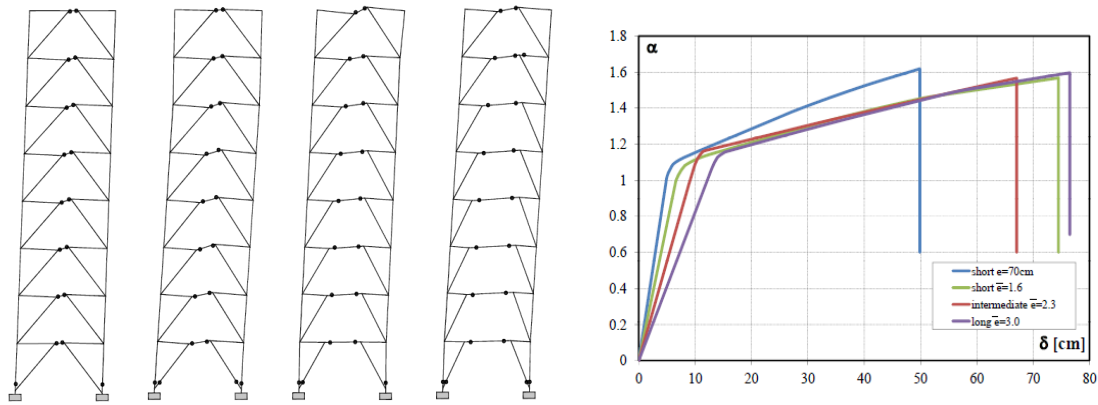 α
1.8
1.6
1.4
1.2
1
0.8
0.6
0.4
0.2
0
short e=70cm
short e̅=1.6
intermediate e̅=2.3
long e̅=3.0
δ [cm]
0 10 20 30 40 50 60 70 80